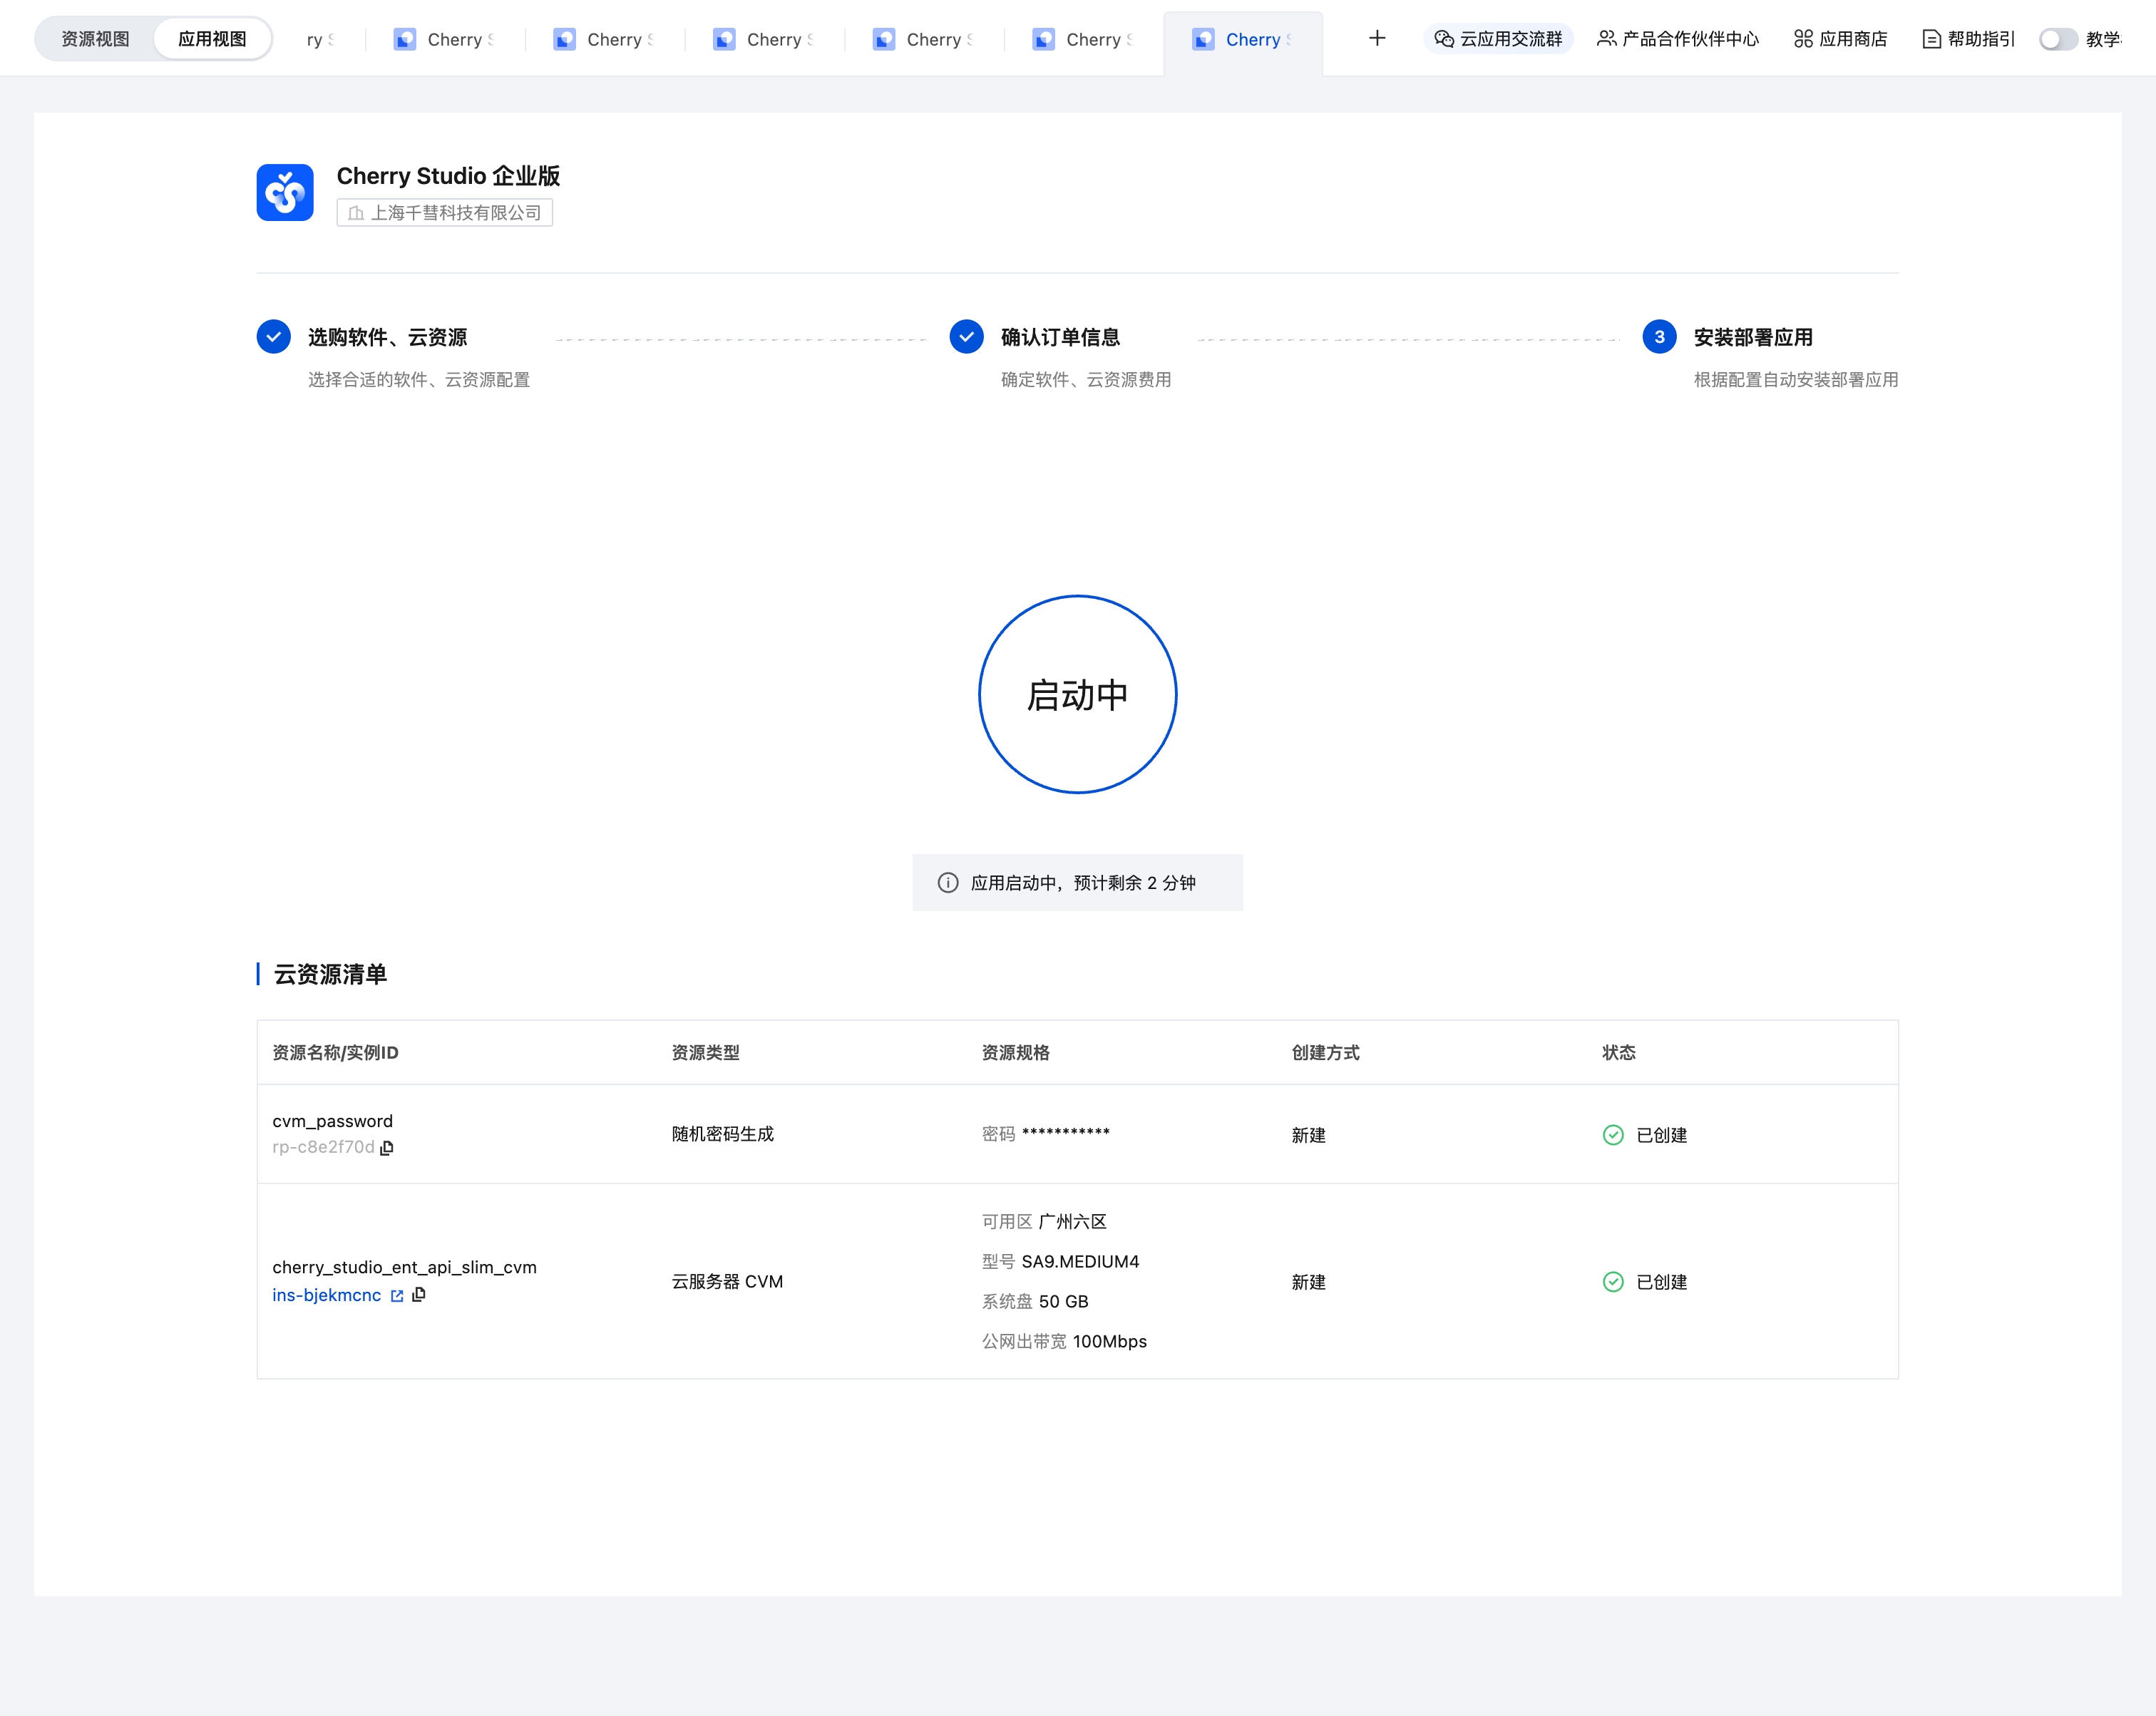 资源视图
应用视图
ry
Cherry
Cherry
Cherry
Cherry
Cherry
Cherry
云应用交流群
产品合作伙伴中心
应用商店
帮助指引
教学
Cherry Studio 企业版
上海千彗科技有限公司
选购软件、云资源
选择合适的软件、云资源配置
确认订单信息
确定软件、云资源费用
3
安装部署应用
根据配置自动安装部署应用
启动中
应用启动中，预计剩余 2 分钟
云资源清单
资源名称/实例ID
资源类型
资源规格
创建方式
状态
cvm_password
rp-c8e2f70d
随机密码生成
密码 ***********
新建
已创建
cherry_studio_ent_api_slim_cvm
ins-bjekmcnc
云服务器 CVM
可用区 广州六区
型号 SA9.MEDIUM4
系统盘 50 GB
公网出带宽 100Mbps
新建
已创建